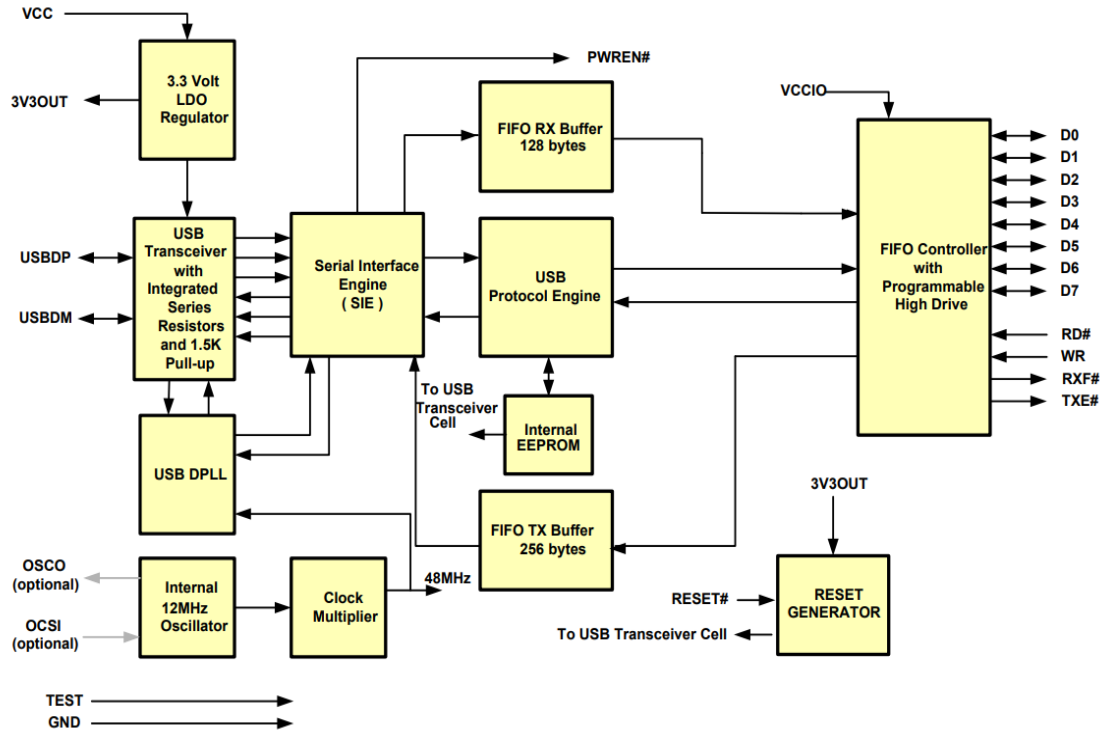 VCC
3.3 Volt
LDO
Regulator
3V3OUT
PWREN#
FIFO RX Buffer
128 bytes
VCCIO
FIFO Controller
with
Programmable
High Drive
D0
D1
D2
D3
D4
D5
D6
D7
RD#
WR
RXF#
TXE#
USBDP
USBDM
USB
Transceiver
with
Integrated
Series
Resistors
and 1.5K
Pull-up
Serial Interface
Engine
( SIE )
USB
Protocol Engine
To USB
Transceiver
Cell
Internal
EEPROM
USB DPLL
FIFO TX Buffer
256 bytes
3V3OUT
RESET#
RESET
GENERATOR
To USB Transceiver Cell
OSCO
(optional)
OCSI
(optional)
Internal
12MHz
Oscillator
Clock
Multiplier
48MHz
TEST
GND